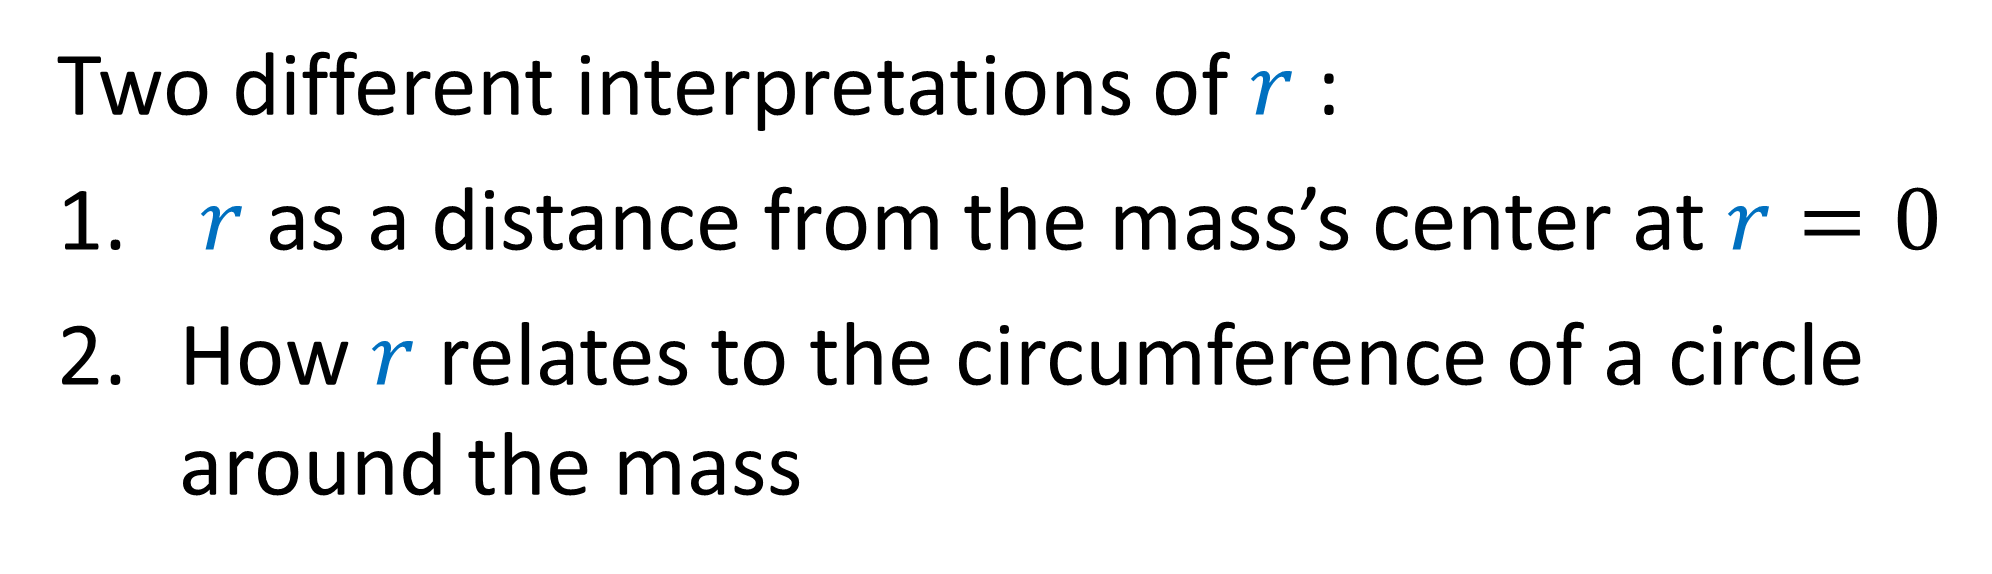 Two different interpretations of r :
1. r as a distance from the mass’s center at r = 0
2. How r relates to the circumference of a circle
around the mass